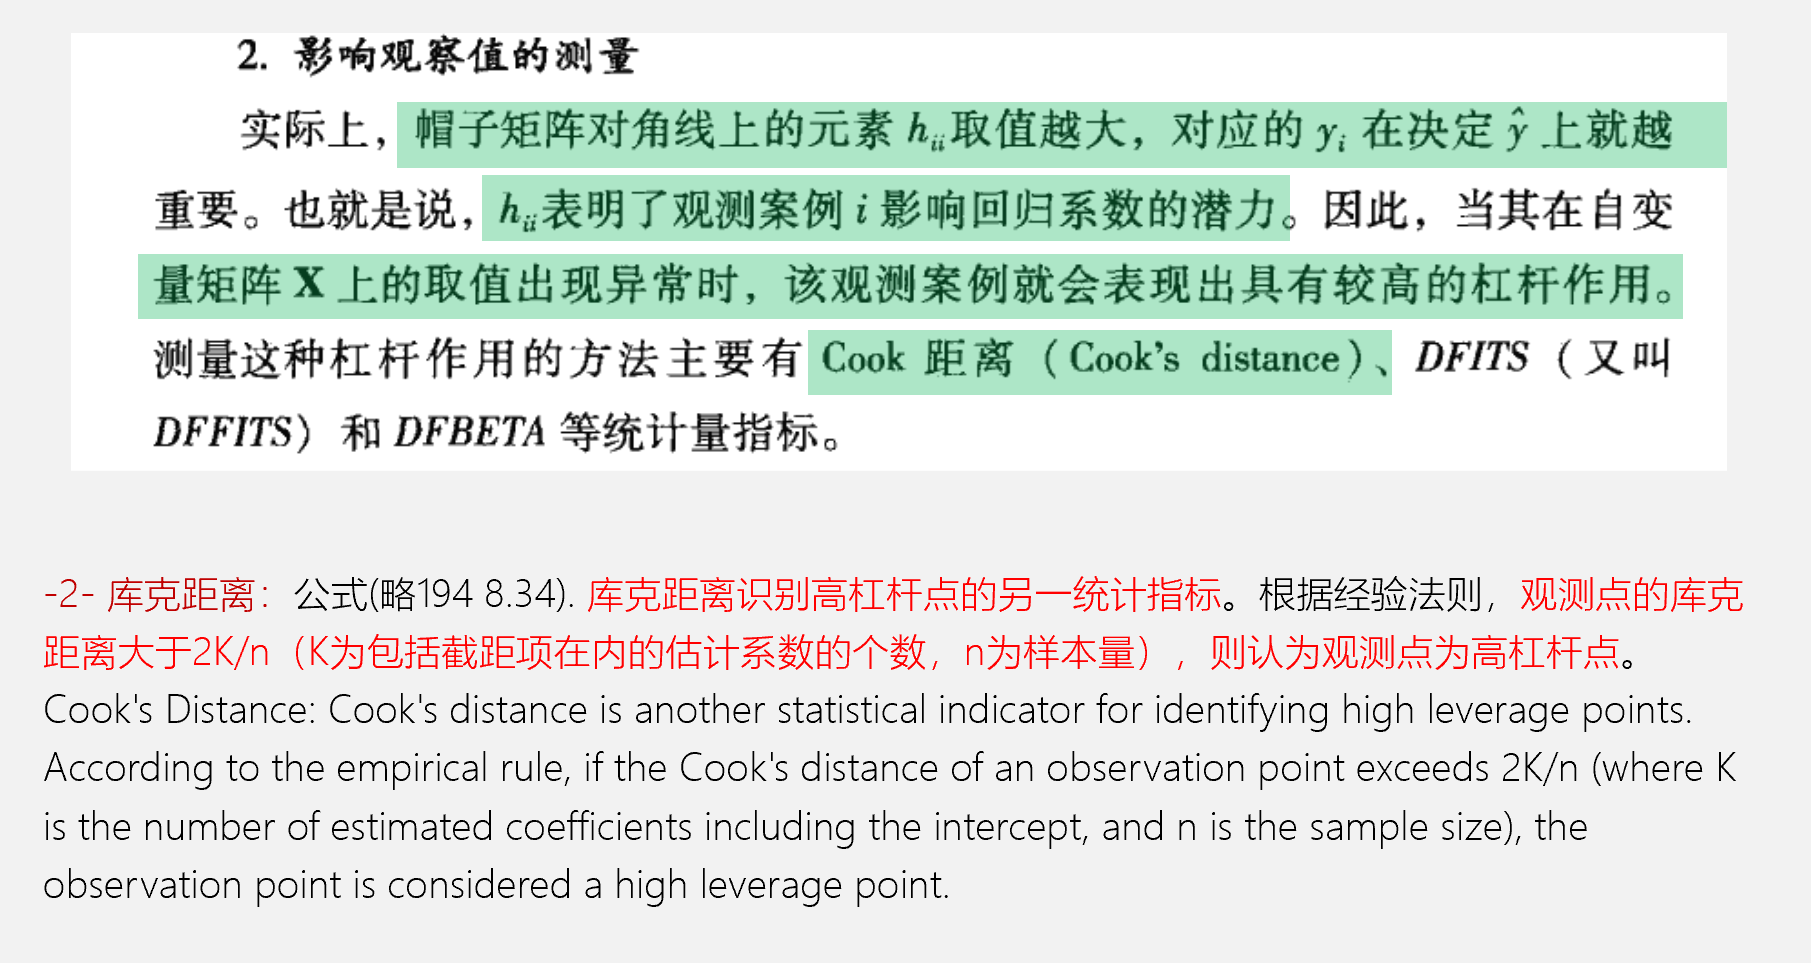 2. 影响观察值的测量
实际上，帽子矩阵对角线上的元素 hᵢᵢ 取值越大，对应的 yᵢ 在决定 ŷ 上就越
重要。也就是说，hᵢᵢ 表明了观测案例 i 影响回归系数的潜力。因此，当其在自变
量矩阵 X 上的取值出现异常时，该观测案例就会表现出具有较高的杠杆作用。
测量这种杠杆作用的方法主要有 Cook 距离（Cook's distance）、DFITS（又叫
DFFITS）和 DFBETA 等统计量指标。
-2- 库克距离：公式(略194 8.34). 库克距离识别高杠杆点的另一统计指标。根据经验法则，观测点的库克
距离大于2K/n（K为包括截距项在内的估计系数的个数，n为样本量），则认为观测点为高杠杆点。
Cook's Distance: Cook's distance is another statistical indicator for identifying high leverage points.
According to the empirical rule, if the Cook's distance of an observation point exceeds 2K/n (where K
is the number of estimated coefficients including the intercept, and n is the sample size), the
observation point is considered a high leverage point.